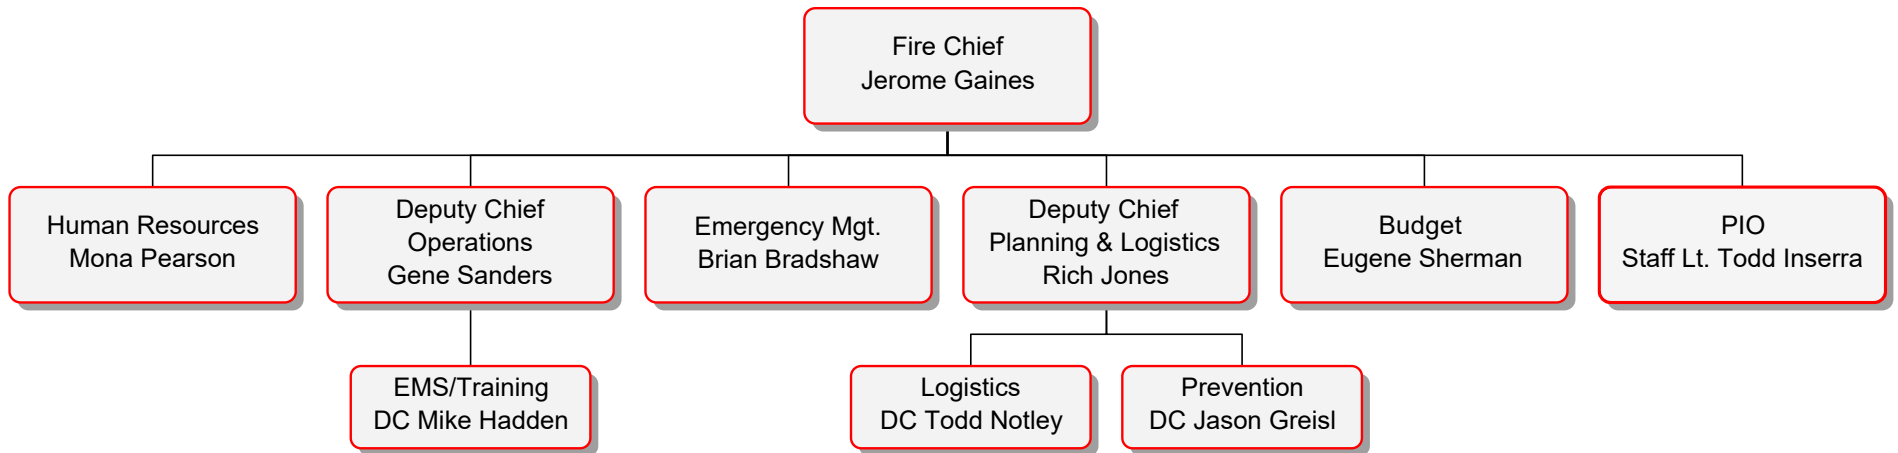 Fire Chief
Jerome Gaines
Human Resources
Mona Pearson
Deputy Chief
Operations
Gene Sanders
Emergency Mgt.
Brian Bradshaw
Deputy Chief
Planning & Logistics
Rich Jones
Budget
Eugene Sherman
PIO
Staff Lt. Todd Inserra
EMS/Training
DC Mike Hadden
Logistics
DC Todd Notley
Prevention
DC Jason Greisl